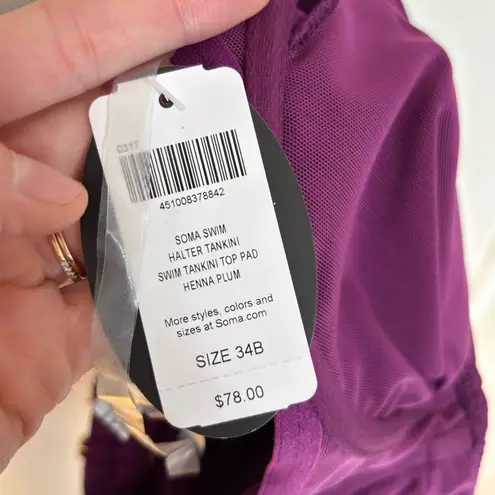 0317
451008378842
SOMA SWIM
HALTER TANKINI
SWIM TANKINI TOP PAD
HENNA PLUM
More styles, colors and
sizes at Soma.com
SIZE 34B
$78.00